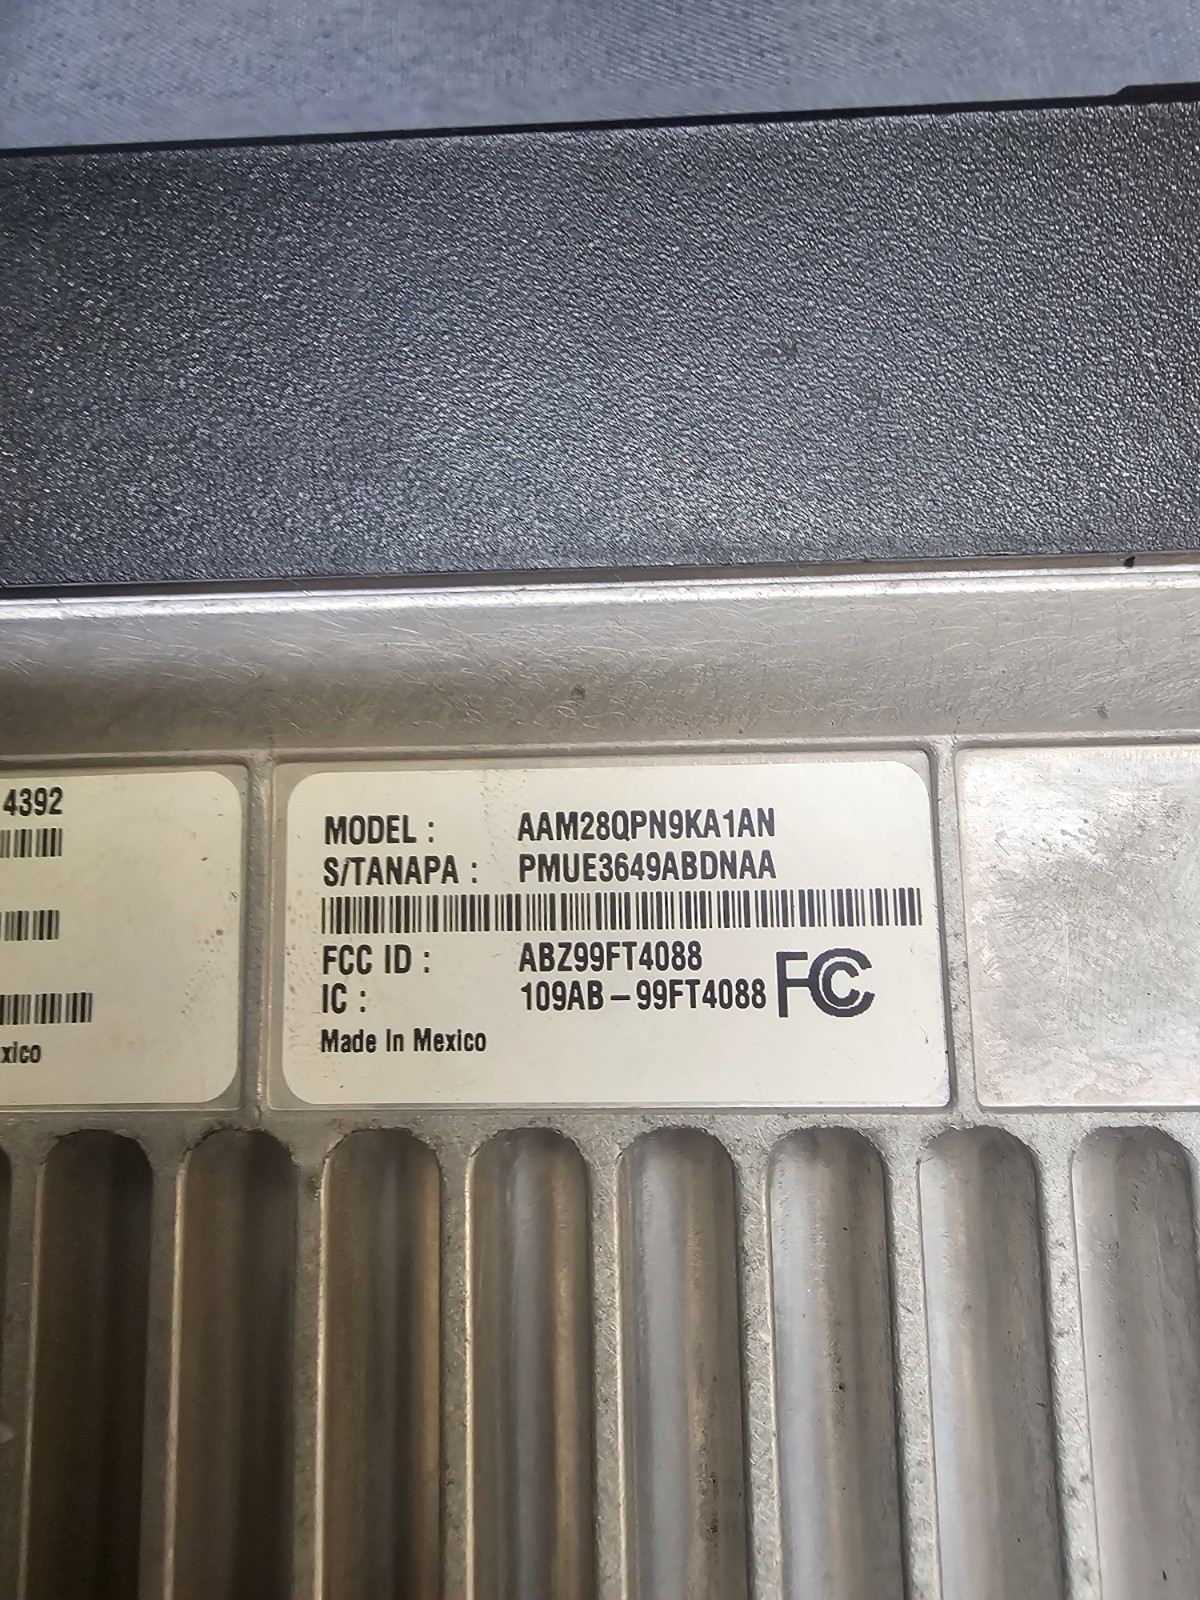 4392
xico
MODEL : AAM28QPN9KA1AN
S/TANAPA : PMUE3649ABDNAA
FCC ID : ABZ99FT4088
IC : 109AB – 99FT4088 FC
Made In Mexico